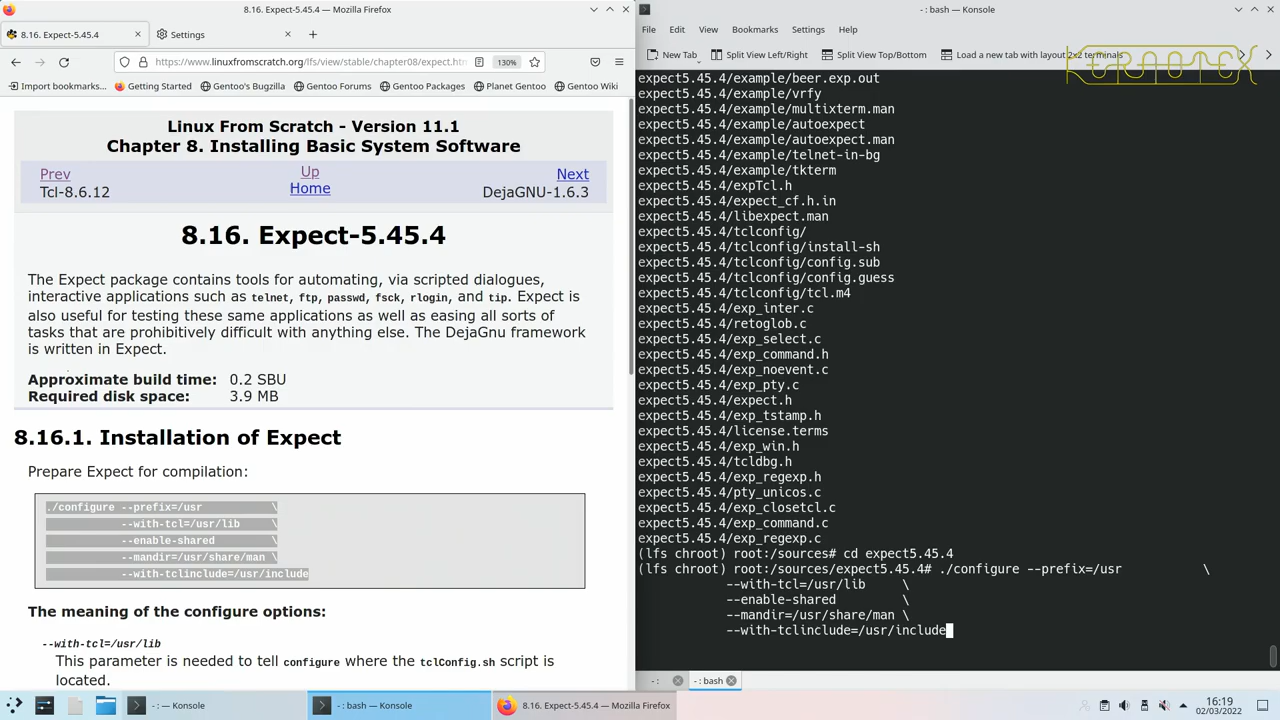 8.16. Expect-5.45.4 — Mozilla Firefox
8.16. Expect-5.45.4
Settings
https://www.linuxfromscratch.org/lfs/view/stable/chapter08/expect.htm
130%
Import bookmarks...
Getting Started
Gentoo's Bugzilla
Gentoo Forums
Gentoo Packages
Planet Gentoo
Gentoo Wiki
Linux From Scratch - Version 11.1
Chapter 8. Installing Basic System Software
Prev
Up
Next
Tcl-8.6.12
Home
DejaGNU-1.6.3
8.16. Expect-5.45.4
The Expect package contains tools for automating, via scripted dialogues,
interactive applications such as telnet, ftp, passwd, fsck, rlogin, and tip. Expect is
also useful for testing these same applications as well as easing all sorts of
tasks that are prohibitively difficult with anything else. The DejaGnu framework
is written in Expect.
Approximate build time: 0.2 SBU
Required disk space: 3.9 MB
8.16.1. Installation of Expect
Prepare Expect for compilation:
./configure --prefix=/usr \
--with-tcl=/usr/lib \
--enable-shared \
--mandir=/usr/share/man \
--with-tclinclude=/usr/include
The meaning of the configure options:
--with-tcl=/usr/lib
This parameter is needed to tell configure where the tclConfig.sh script is
located.
- : bash — Konsole
File Edit View Bookmarks Settings Help
New Tab
Split View Left/Right
Split View Top/Bottom
Load a new tab with layout 2x2 terminals
KERNOTEX
expect5.45.4/example/beer.exp.out
expect5.45.4/example/vrfy
expect5.45.4/example/multixterm.man
expect5.45.4/example/autoexpect
expect5.45.4/example/autoexpect.man
expect5.45.4/example/telnet-in-bg
expect5.45.4/example/tkterm
expect5.45.4/expTcl.h
expect5.45.4/expect_cf.h.in
expect5.45.4/libexpect.man
expect5.45.4/tclconfig/
expect5.45.4/tclconfig/install-sh
expect5.45.4/tclconfig/config.sub
expect5.45.4/tclconfig/config.guess
expect5.45.4/tclconfig/tcl.m4
expect5.45.4/exp_inter.c
expect5.45.4/retoglob.c
expect5.45.4/exp_select.c
expect5.45.4/exp_command.h
expect5.45.4/exp_noevent.c
expect5.45.4/exp_pty.c
expect5.45.4/expect.h
expect5.45.4/exp_tstamp.h
expect5.45.4/license.terms
expect5.45.4/exp_win.h
expect5.45.4/tcldbg.h
expect5.45.4/exp_regexp.h
expect5.45.4/pty_unicos.c
expect5.45.4/exp_closetcl.c
expect5.45.4/exp_command.c
expect5.45.4/exp_regexp.c
(lfs chroot) root:/sources# cd expect5.45.4
(lfs chroot) root:/sources/expect5.45.4# ./configure --prefix=/usr \
--with-tcl=/usr/lib \
--enable-shared \
--mandir=/usr/share/man \
--with-tclinclude=/usr/include
- :
- : bash
- : — Konsole
- : bash — Konsole
8.16. Expect-5.45.4 — Mozilla Firefox
16:19
02/03/2022